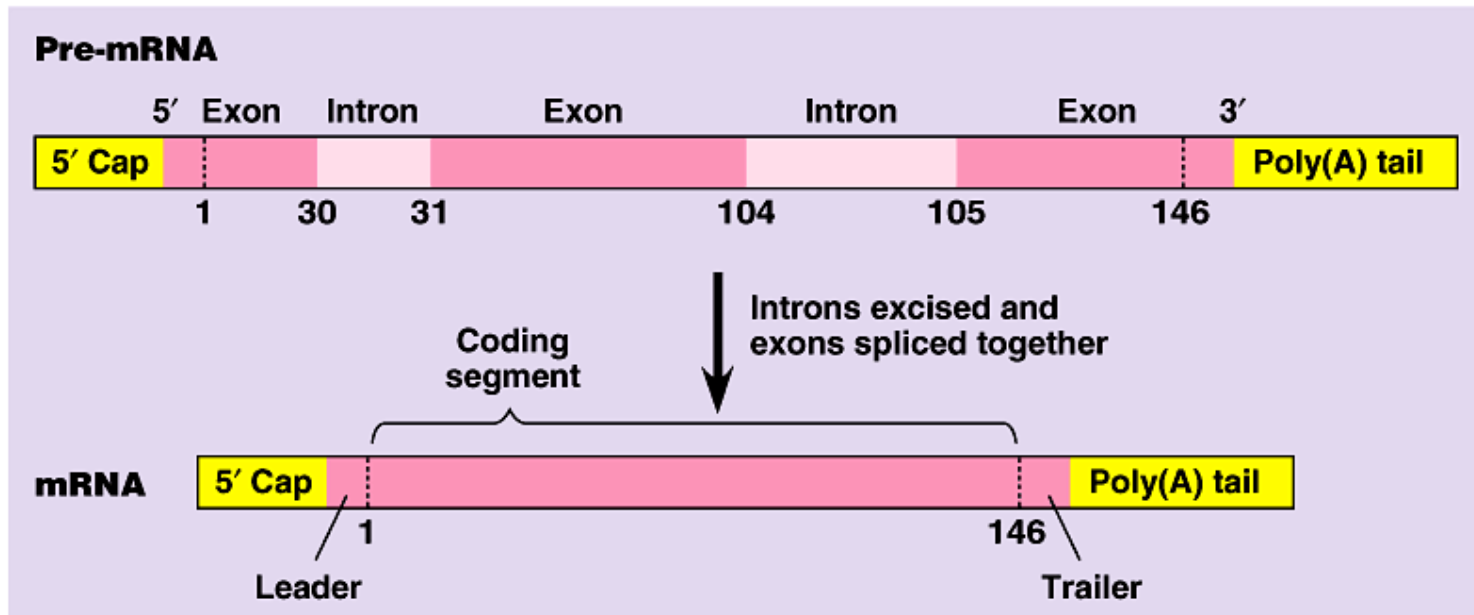 Pre-mRNA
5′ Exon Intron Exon Intron Exon 3′
5′ Cap Poly(A) tail
1 30 31 104 105 146
Introns excised and
exons spliced together
Coding
segment
mRNA 5′ Cap Poly(A) tail
1 146
Leader Trailer